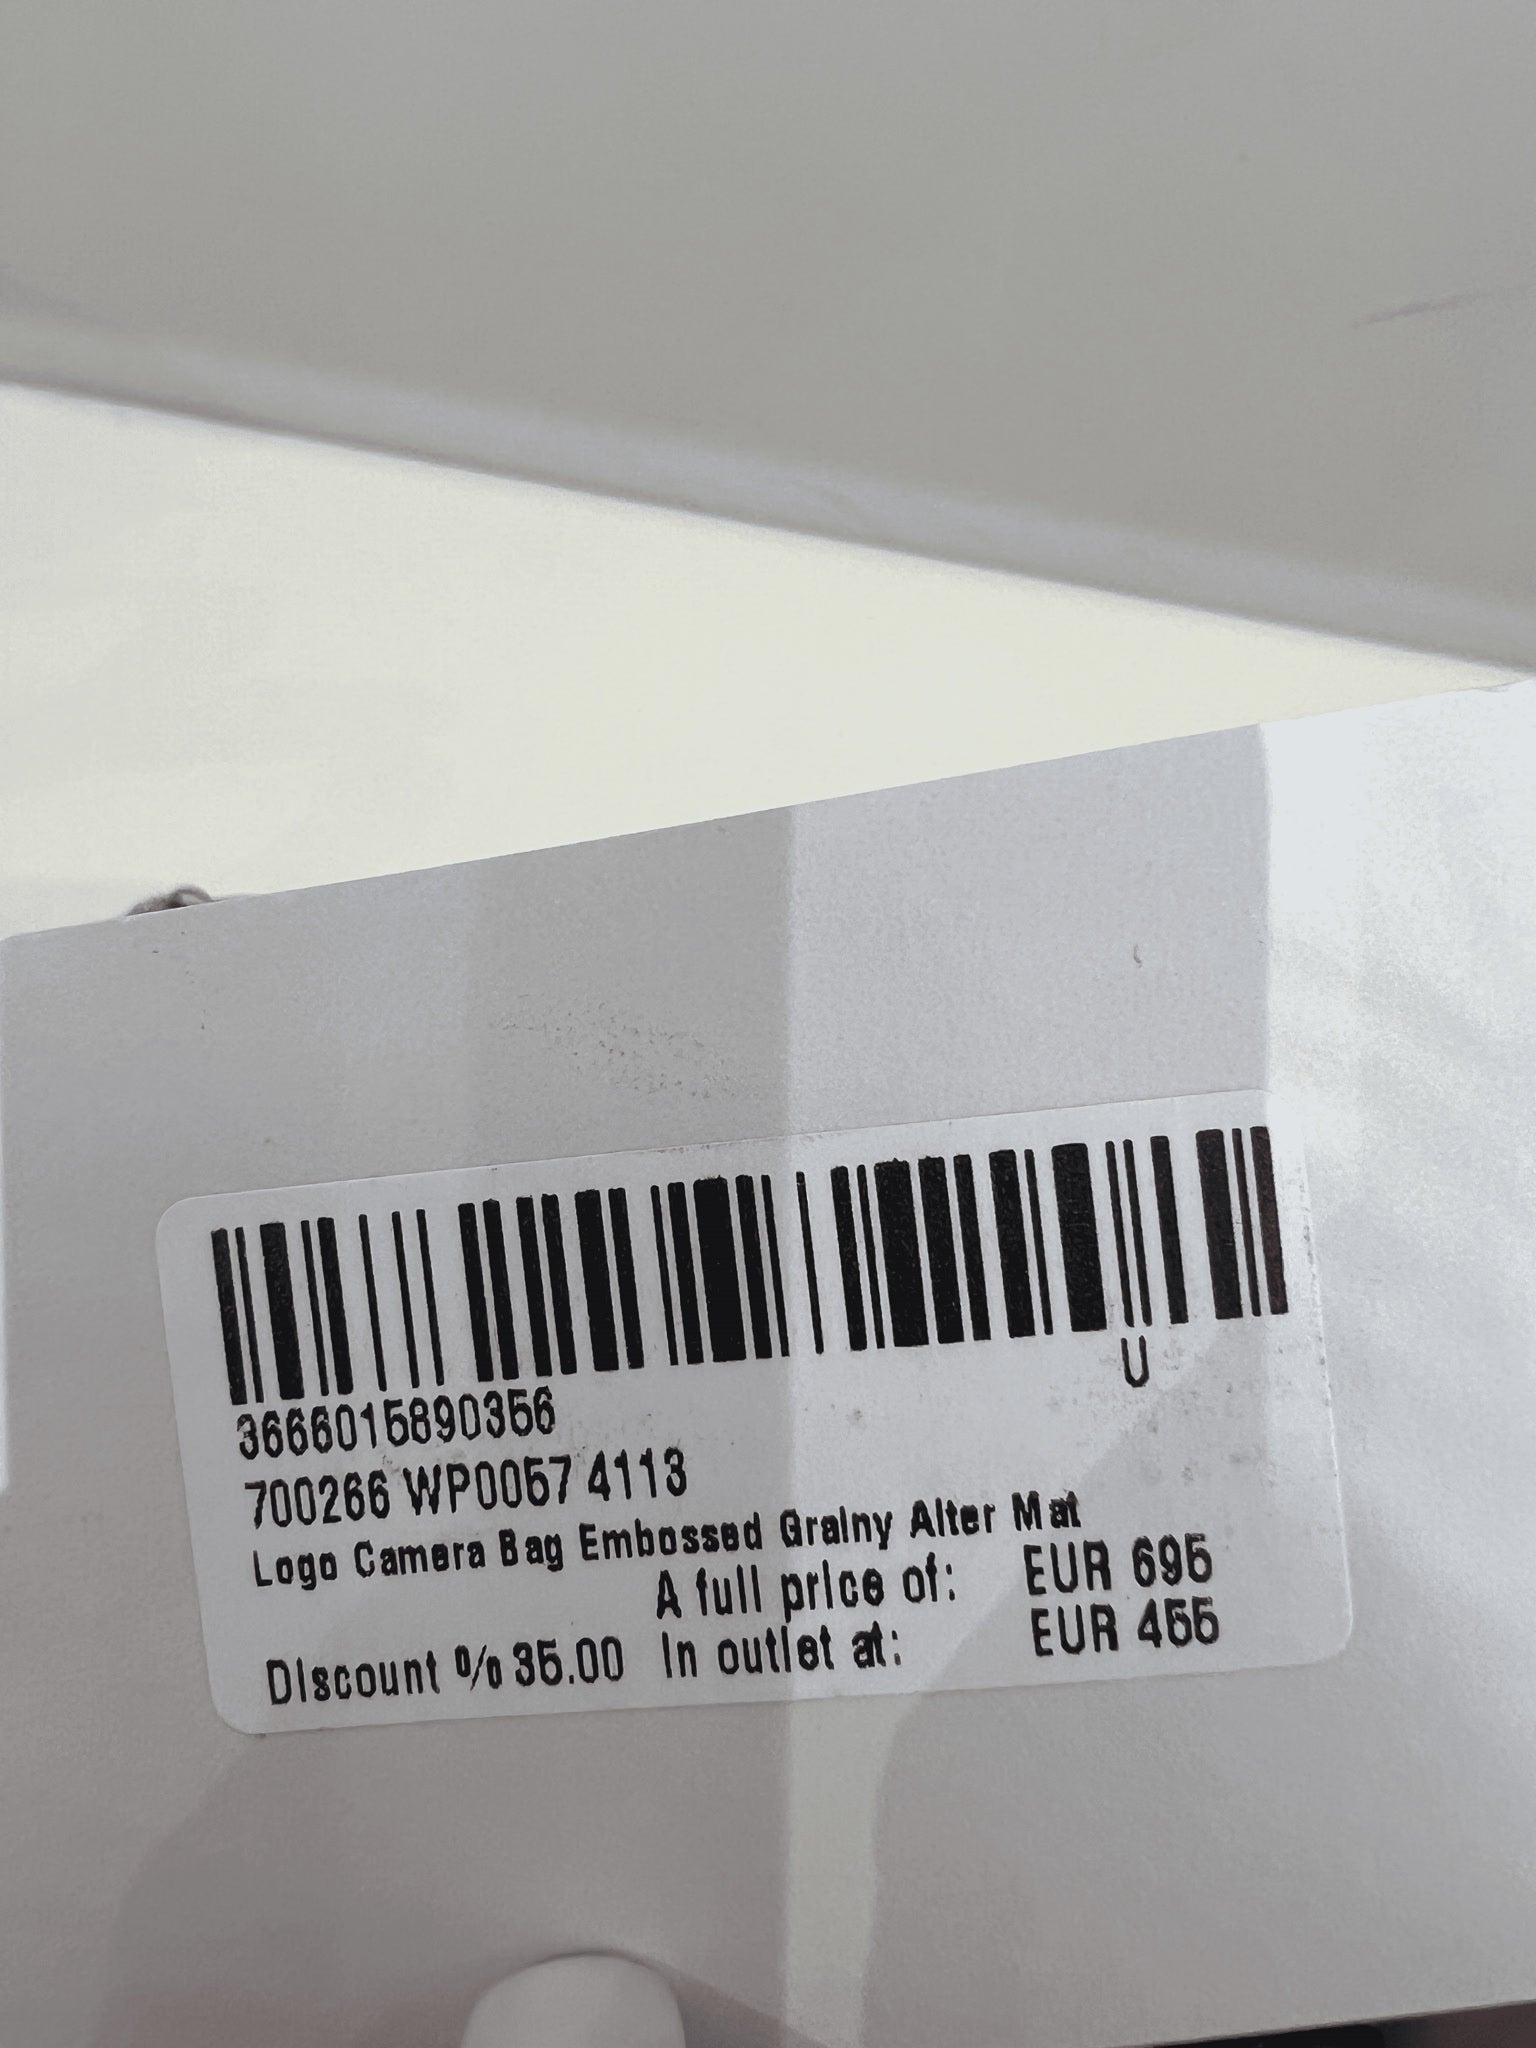 U
3666015890356
700266 WP0057 4113
Logo Camera Bag Embossed Grainy Alter Mat
A full price of: EUR 695
Discount % 35.00 In outlet at: EUR 455